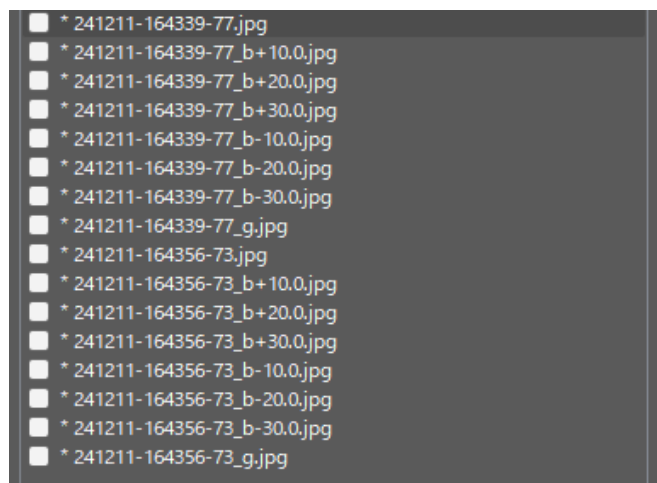 * 241211-164339-77.jpg
* 241211-164339-77_b+10.0.jpg
* 241211-164339-77_b+20.0.jpg
* 241211-164339-77_b+30.0.jpg
* 241211-164339-77_b-10.0.jpg
* 241211-164339-77_b-20.0.jpg
* 241211-164339-77_b-30.0.jpg
* 241211-164339-77_g.jpg
* 241211-164356-73.jpg
* 241211-164356-73_b+10.0.jpg
* 241211-164356-73_b+20.0.jpg
* 241211-164356-73_b+30.0.jpg
* 241211-164356-73_b-10.0.jpg
* 241211-164356-73_b-20.0.jpg
* 241211-164356-73_b-30.0.jpg
* 241211-164356-73_g.jpg